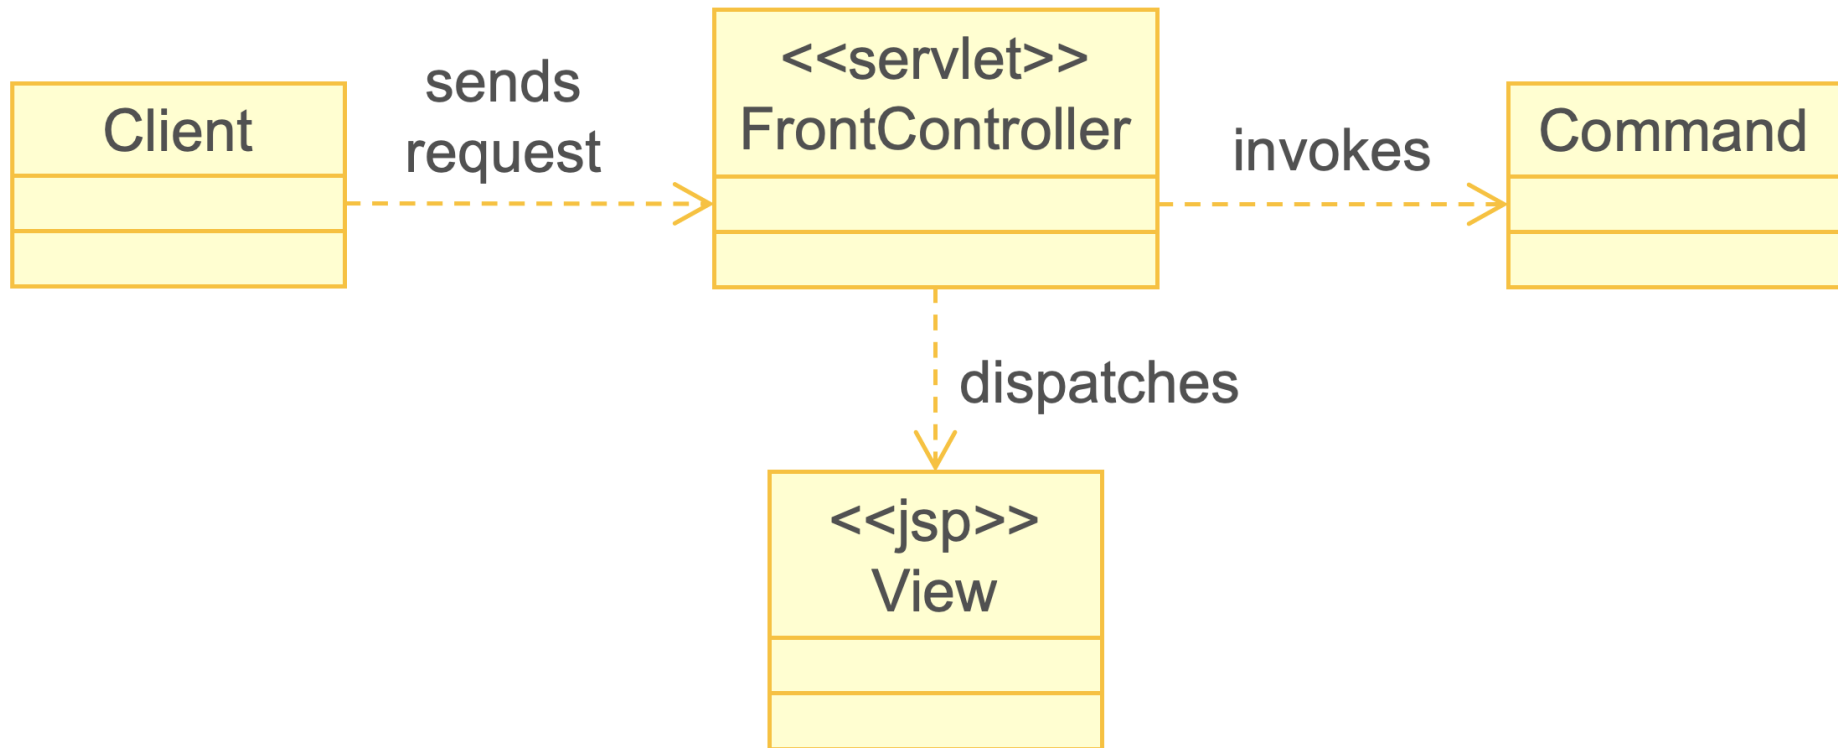 Client
sends
request
<<servlet>>
FrontController
invokes
Command
dispatches
<<jsp>>
View